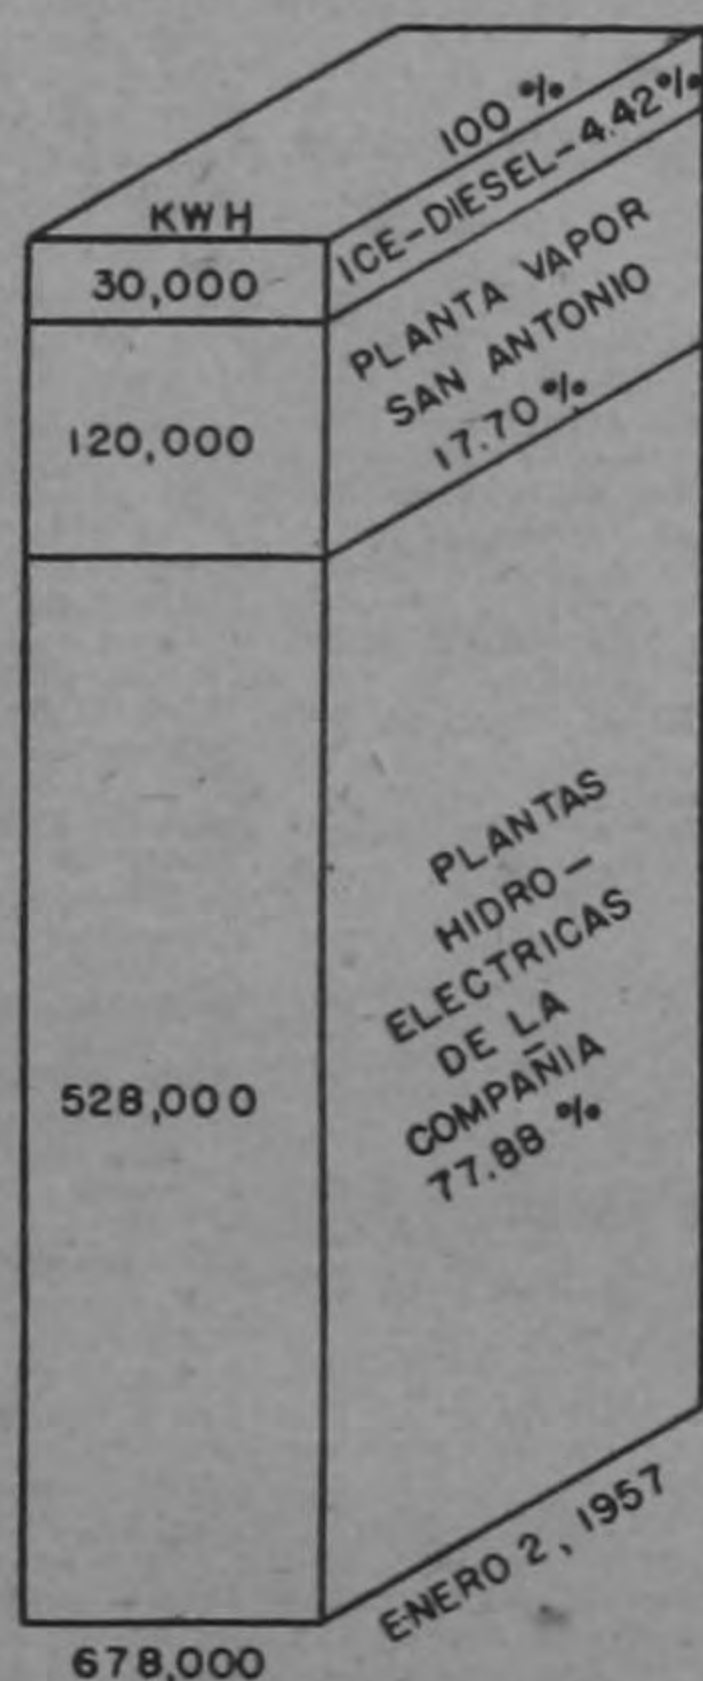 100 %
KWH
30,000
ICE-DIESEL-4.42%
120,000
PLANTA VAPOR
SAN ANTONIO
17.70 %
528,000
PLANTAS
HIDRO-
ELECTRICAS
DE LA
COMPAÑIA
77.88 %
ENERO 2, 1957
678,000